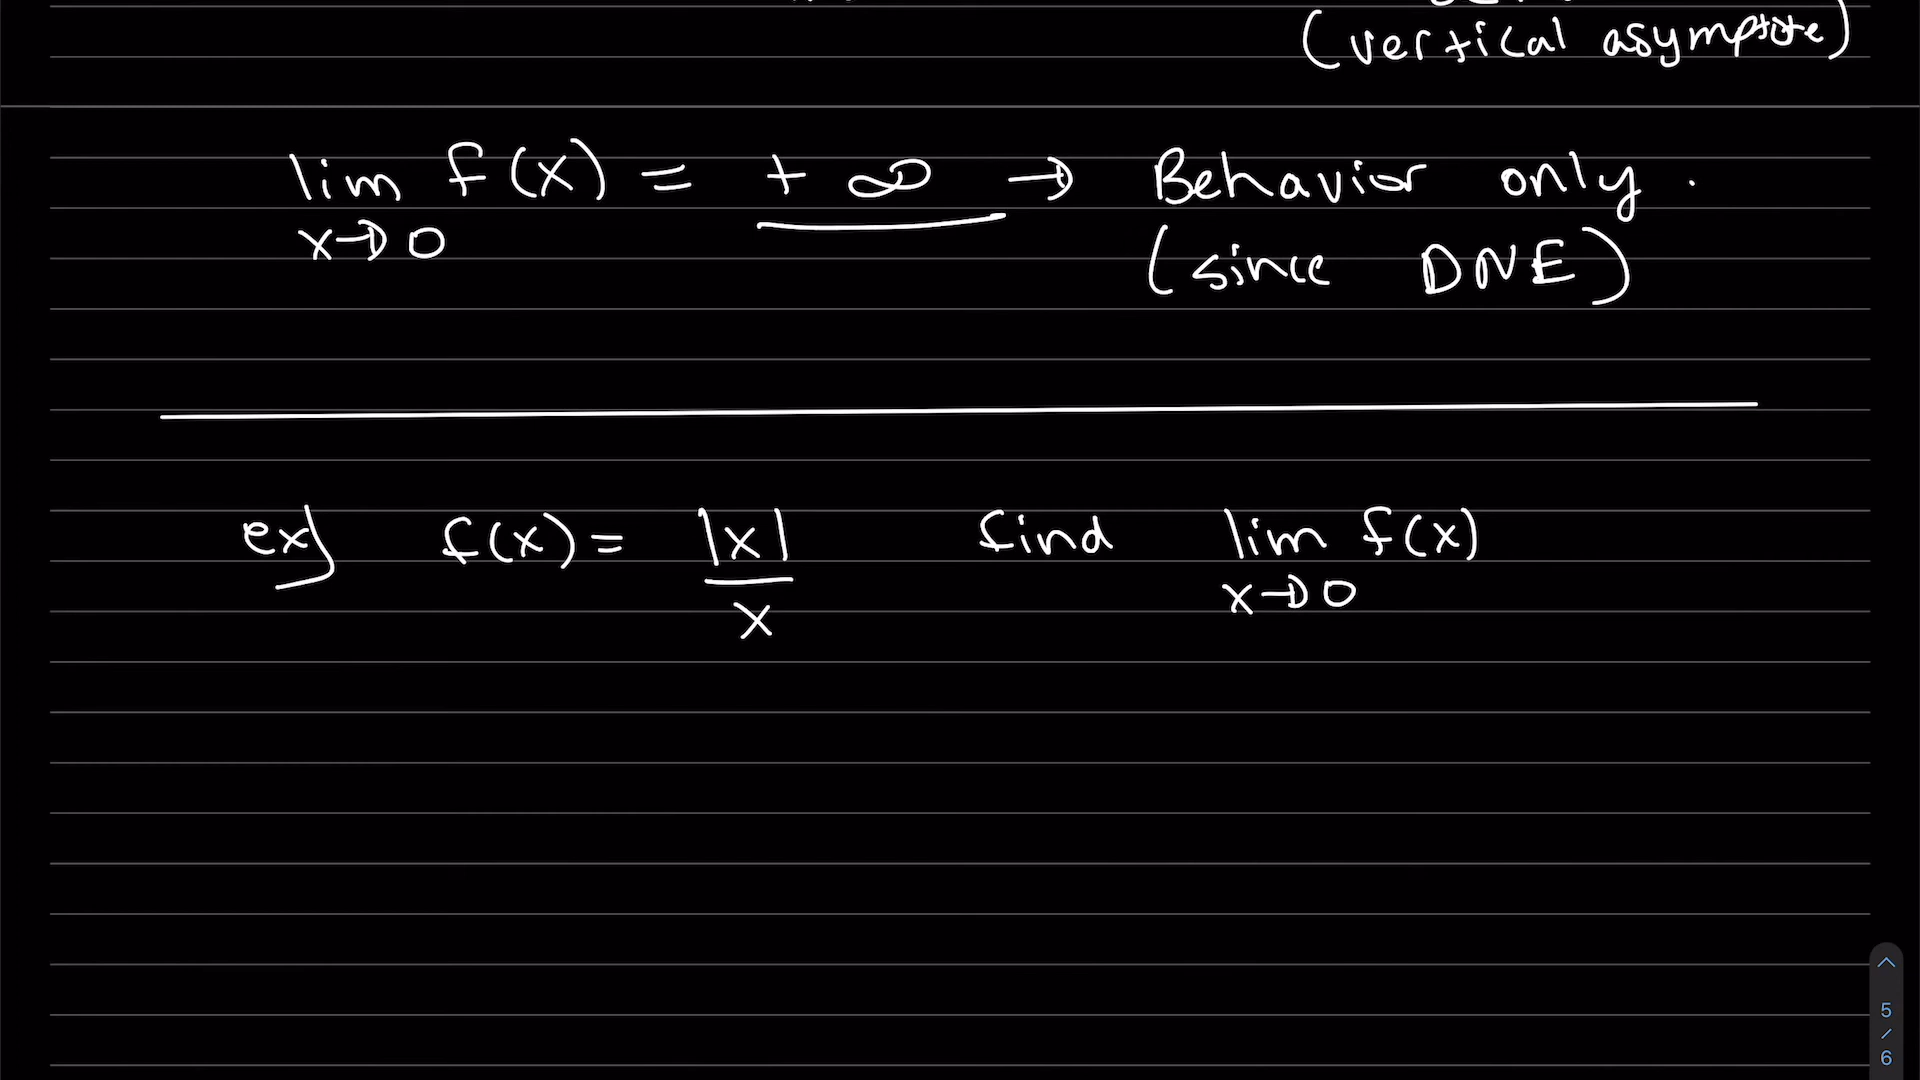 (vertical asymptote)
lim f(x) = + ∞ → Behavior only.
x→0
(since DNE)
ex) f(x) = |x| / x find lim f(x)
x→0
5
/
6